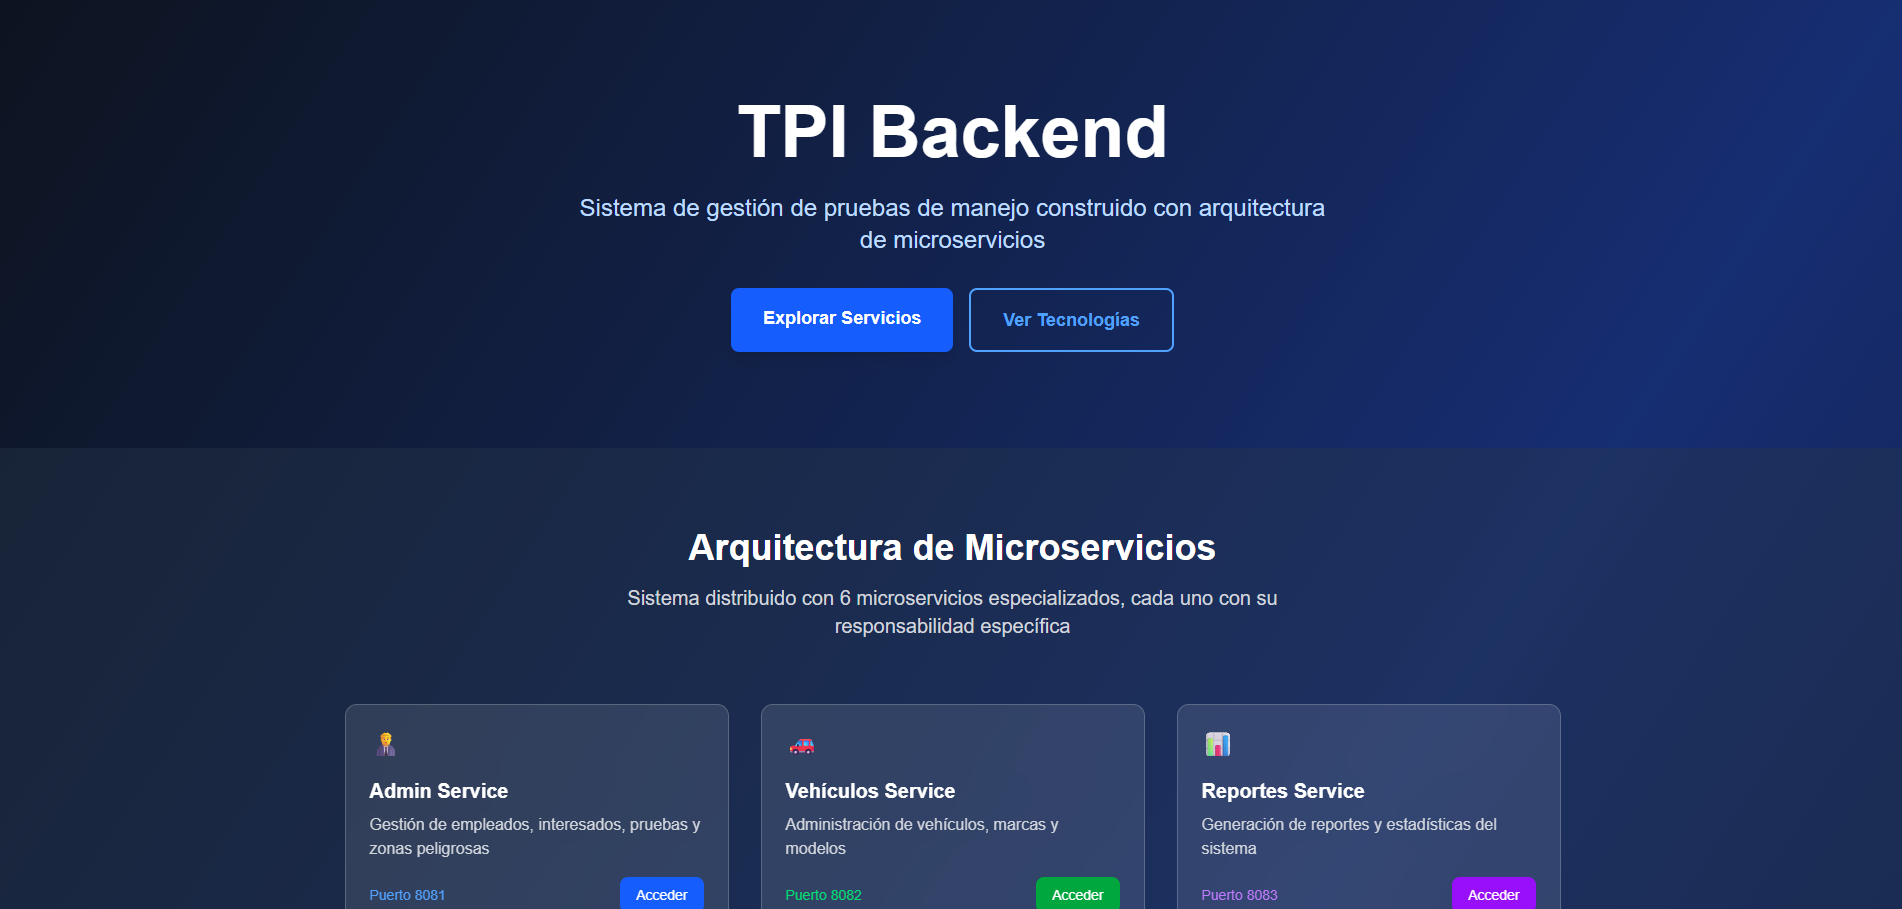 TPI Backend
Sistema de gestión de pruebas de manejo construido con arquitectura
de microservicios
Explorar Servicios
Ver Tecnologías
Arquitectura de Microservicios
Sistema distribuido con 6 microservicios especializados, cada uno con su
responsabilidad específica
Admin Service
Gestión de empleados, interesados, pruebas y
zonas peligrosas
Puerto 8081
Acceder
Vehículos Service
Administración de vehículos, marcas y
modelos
Puerto 8082
Acceder
Reportes Service
Generación de reportes y estadísticas del
sistema
Puerto 8083
Acceder